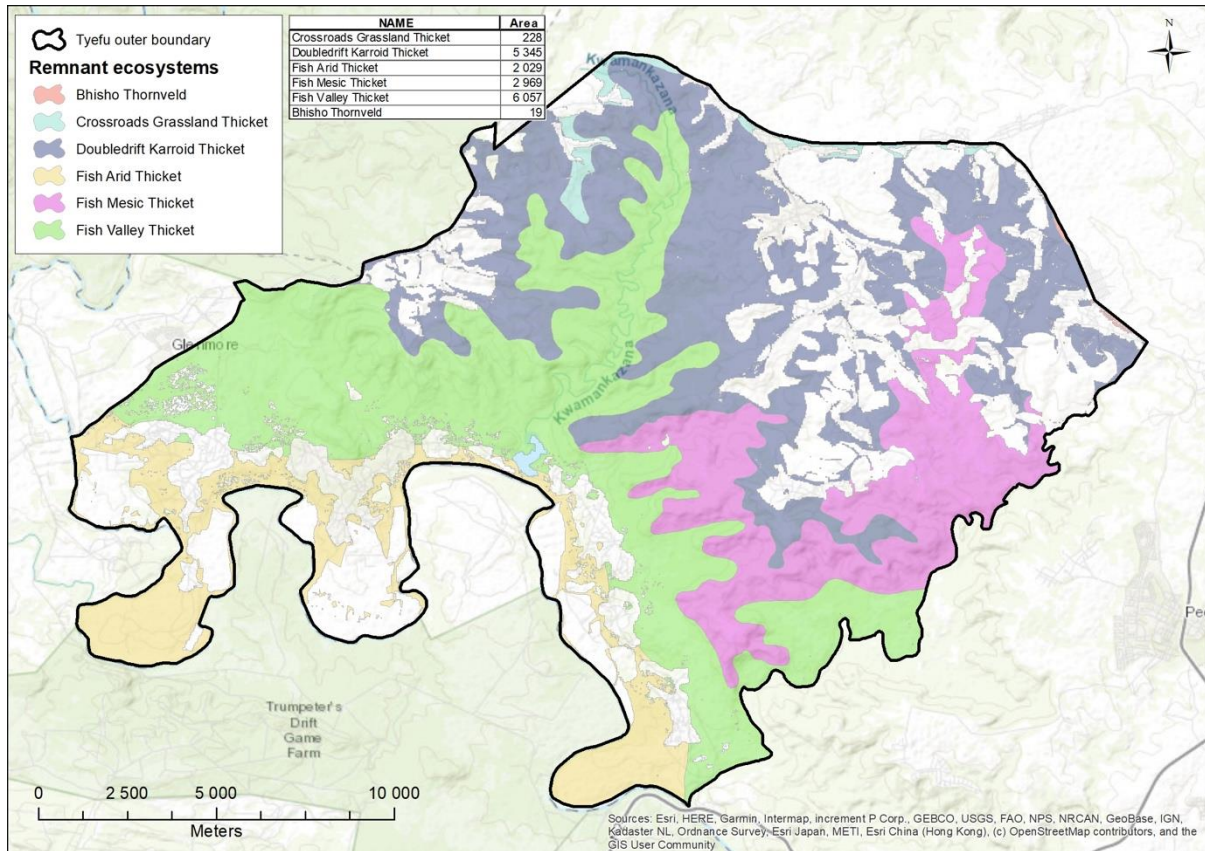 Tyefu outer boundary
Remnant ecosystems
Bhisho Thornveld
Crossroads Grassland Thicket
Doubledrift Karroid Thicket
Fish Arid Thicket
Fish Mesic Thicket
Fish Valley Thicket
NAME Area
Crossroads Grassland Thicket 228
Doubledrift Karroid Thicket 5 345
Fish Arid Thicket 2 029
Fish Mesic Thicket 2 969
Fish Valley Thicket 6 057
Bhisho Thornveld 19
N
Kwamankazana
Glenmore
Kwamankazana
Trumpeter's
Drift
Game
Farm
Pe
0 2 500 5 000 10 000
Meters
Sources: Esri, HERE, Garmin, Intermap, increment P Corp., GEBCO, USGS, FAO, NPS, NRCAN, GeoBase, IGN,
Kadaster NL, Ordnance Survey, Esri Japan, METI, Esri China (Hong Kong), (c) OpenStreetMap contributors, and the
GIS User Community